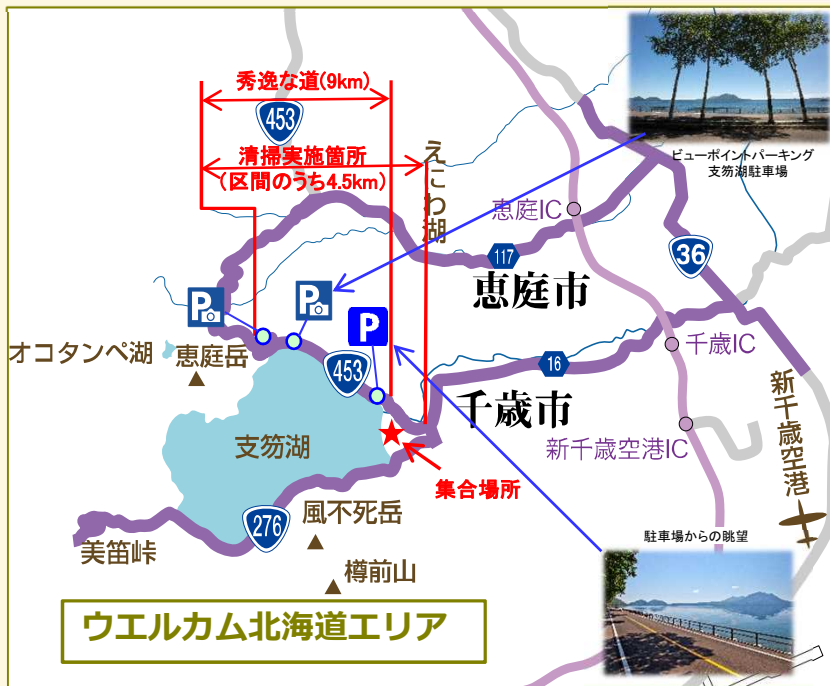 秀逸な道(9km)
453
清掃実施箇所
(区間のうち4.5km)
えこわ湖
ビューポイントパーキング
支笏湖駐車場
恵庭IC
36
117
恵庭市
P
P
P
オコタンペ湖
恵庭岳
453
16
千歳IC
千歳市
支笏湖
新千歳空港IC
新千歳空港
集合場所
276
風不死岳
美笛峠
樽前山
駐車場からの眺望
ウエルカム北海道エリア